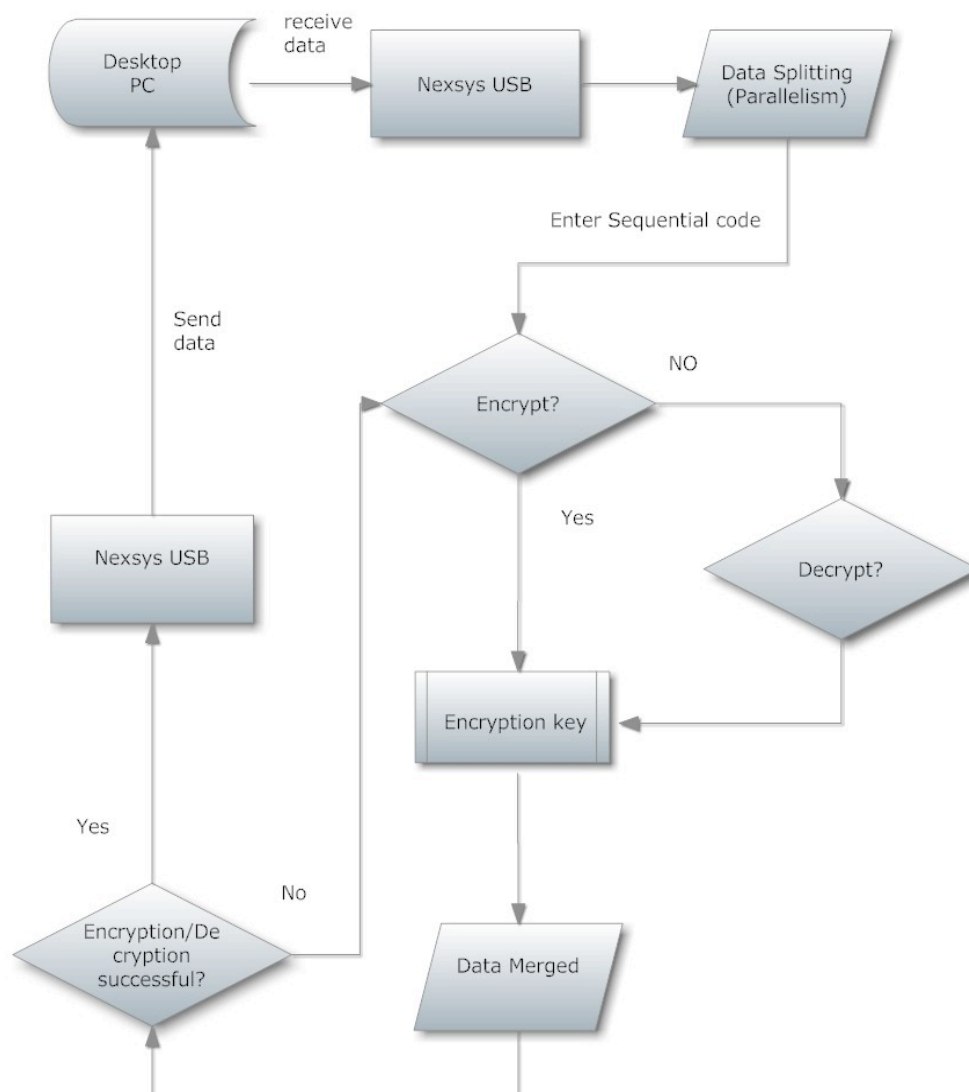 receive
data
Desktop
PC
Nexsys USB
Data Splitting
(Parallelism)
Enter Sequential code
Send
data
Encrypt?
NO
Yes
Nexsys USB
Decrypt?
Encryption key
Yes
No
Encryption/De
cryption
successful?
Data Merged